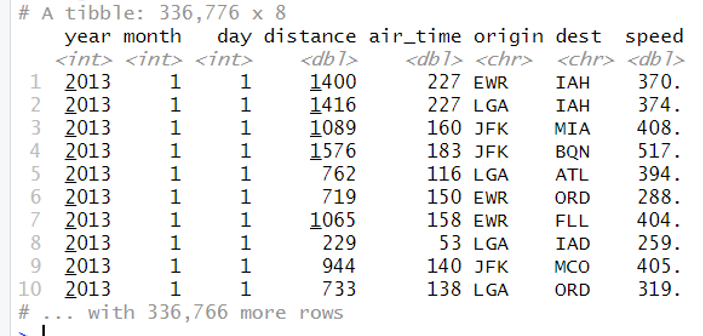 # A tibble: 336,776 x 8
year month day distance air_time origin dest speed
<int> <int> <int> <dbl> <dbl> <chr> <chr> <dbl>
1 2013 1 1 1400 227 EWR IAH 370.
2 2013 1 1 1416 227 LGA IAH 374.
3 2013 1 1 1089 160 JFK MIA 408.
4 2013 1 1 1576 183 JFK BQN 517.
5 2013 1 1 762 116 LGA ATL 394.
6 2013 1 1 719 150 EWR ORD 288.
7 2013 1 1 1065 158 EWR FLL 404.
8 2013 1 1 229 53 LGA IAD 259.
9 2013 1 1 944 140 JFK MCO 405.
10 2013 1 1 733 138 LGA ORD 319.
# ... with 336,766 more rows
>